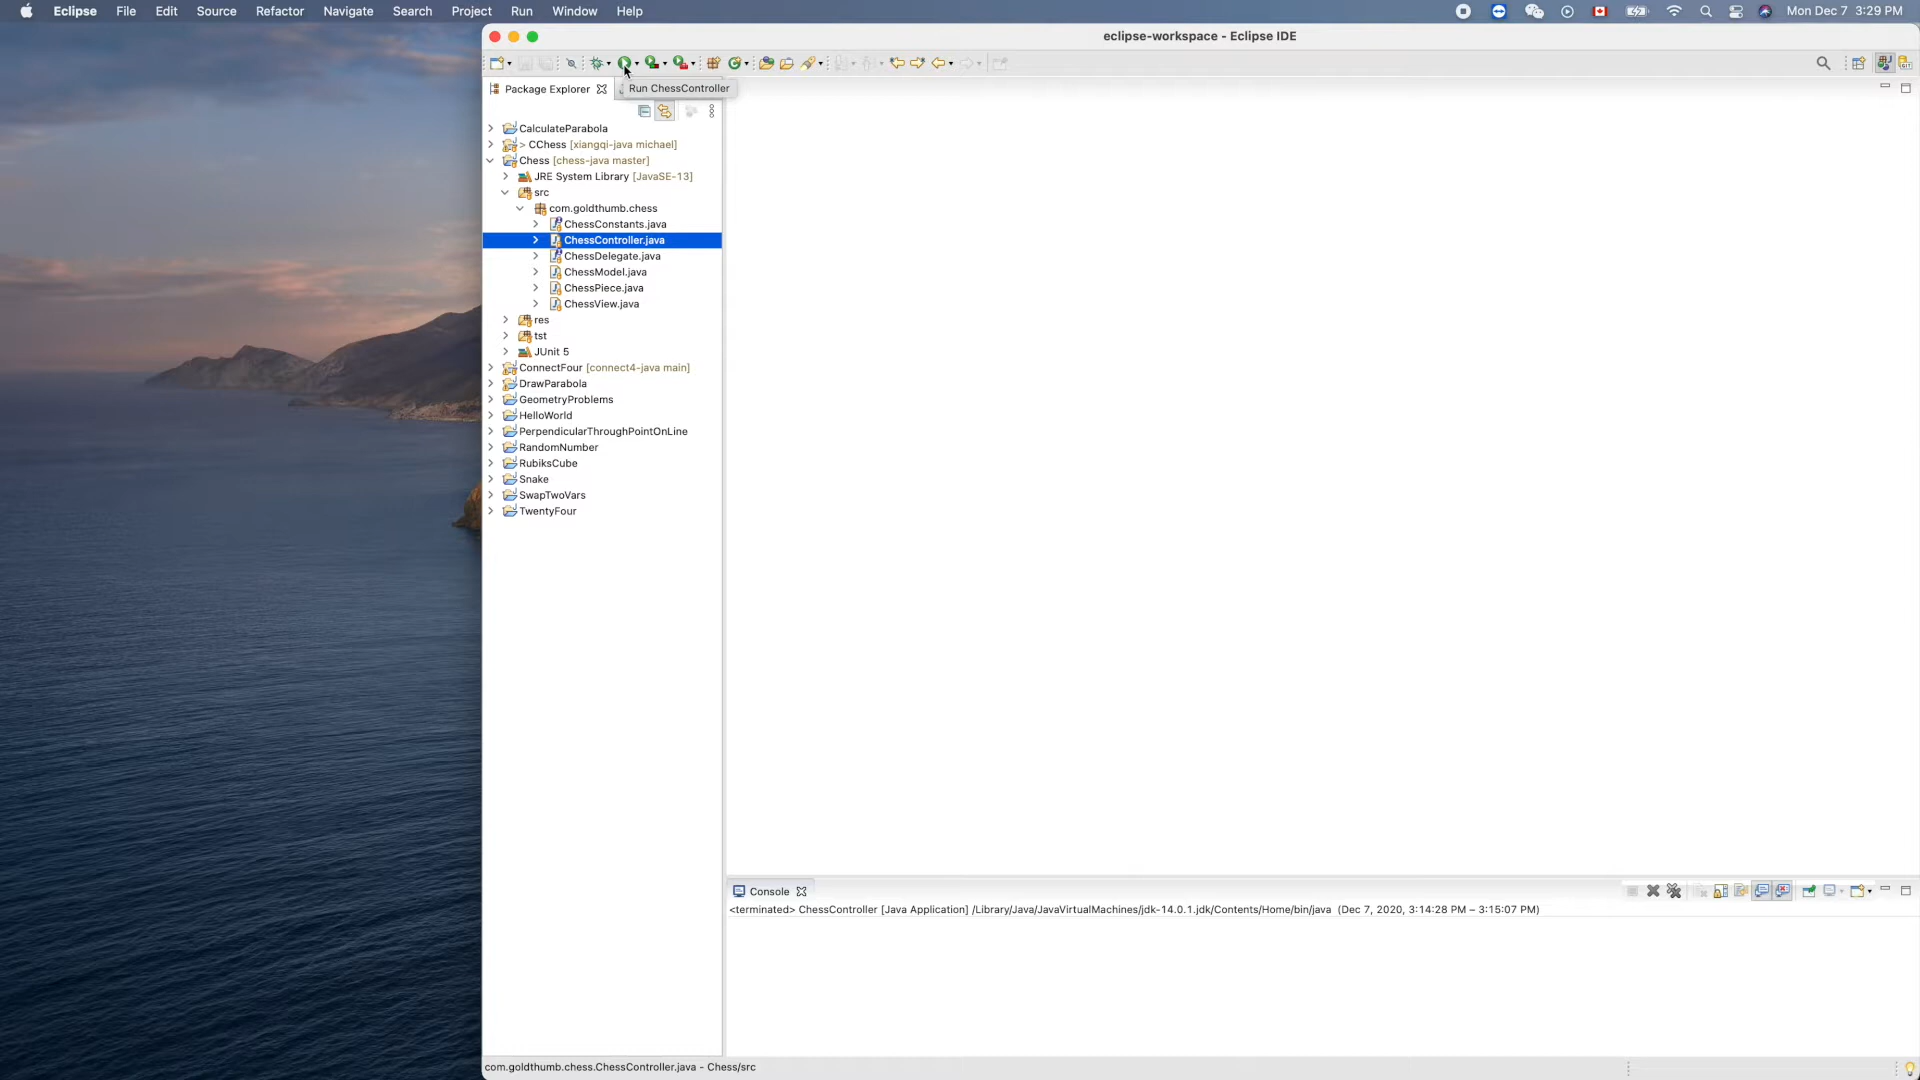 Eclipse File Edit Source Refactor Navigate Search Project Run Window Help Mon Dec 7 3:29 PM
eclipse-workspace - Eclipse IDE
Package Explorer
Run ChessController
CalculateParabola
> CChess [xiangqi-java michael]
Chess [chess-java master]
JRE System Library [JavaSE-13]
src
com.goldthumb.chess
ChessConstants.java
ChessController.java
ChessDelegate.java
ChessModel.java
ChessPiece.java
ChessView.java
res
tst
JUnit 5
ConnectFour [connect4-java main]
DrawParabola
GeometryProblems
HelloWorld
PerpendicularThroughPointOnLine
RandomNumber
RubiksCube
Snake
SwapTwoVars
TwentyFour
Console
<terminated> ChessController [Java Application] /Library/Java/JavaVirtualMachines/jdk-14.0.1.jdk/Contents/Home/bin/java (Dec 7, 2020, 3:14:28 PM – 3:15:07 PM)
com.goldthumb.chess.ChessController.java - Chess/src